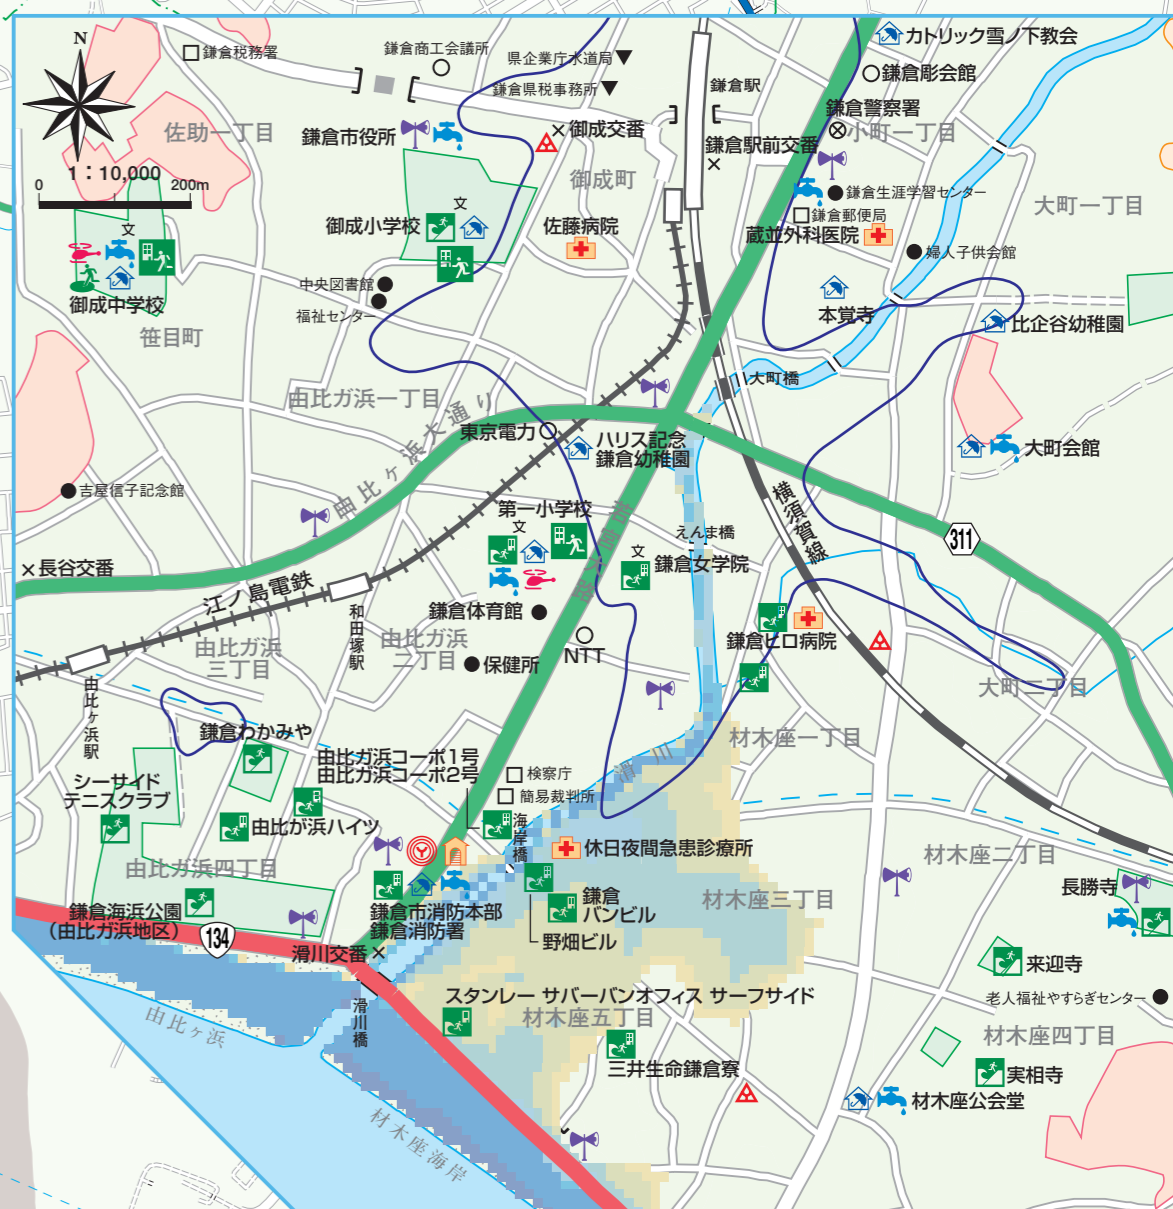 カトリック雪ノ下教会
N
鎌倉税務署
鎌倉商工会議所
県企業庁水道局
鎌倉彫会館
鎌倉県税事務所
鎌倉駅
鎌倉警察署
佐助一丁目
鎌倉市役所
御成交番
小町一丁目
鎌倉駅前交番
1：10,000
0 200m
御成町
鎌倉生涯学習センター
文
大町一丁目
鎌倉郵便局
御成小学校
佐藤病院
蔵並外科医院
文
婦人子供会館
中央図書館
御成中学校
福祉センター
本覚寺
比企谷幼稚園
笹目町
大町橋
由比ガ浜一丁目
由比ヶ浜大通り
東京電力
ハリス記念
鎌倉幼稚園
大町会館
吉屋信子記念館
横須賀線
第一小学校
若宮大路
文
えんま橋
311
文
鎌倉女学院
長谷交番
江ノ島電鉄
和田塚駅
鎌倉体育館
由比ガ浜
二丁目
由比ガ浜
三丁目
NTT
鎌倉ヒロ病院
保健所
大町二丁目
由比ヶ浜駅
鎌倉わかみや
材木座一丁目
由比ガ浜コーポ1号
由比ガ浜コーポ2号
滑川
検察庁
シーサイド
テニスクラブ
簡易裁判所
由比が浜ハイツ
海岸橋
休日夜間急患診療所
材木座二丁目
由比ガ浜四丁目
長勝寺
鎌倉
バンビル
材木座三丁目
鎌倉海浜公園
（由比ガ浜地区）
鎌倉市消防本部
鎌倉消防署
野畑ビル
134
滑川交番
来迎寺
スタンレー サバーバンオフィス サーフサイド
老人福祉やすらぎセンター
由比ヶ浜
滑川橋
材木座五丁目
材木座四丁目
三井生命鎌倉寮
実相寺
材木座公会堂
材木座海岸